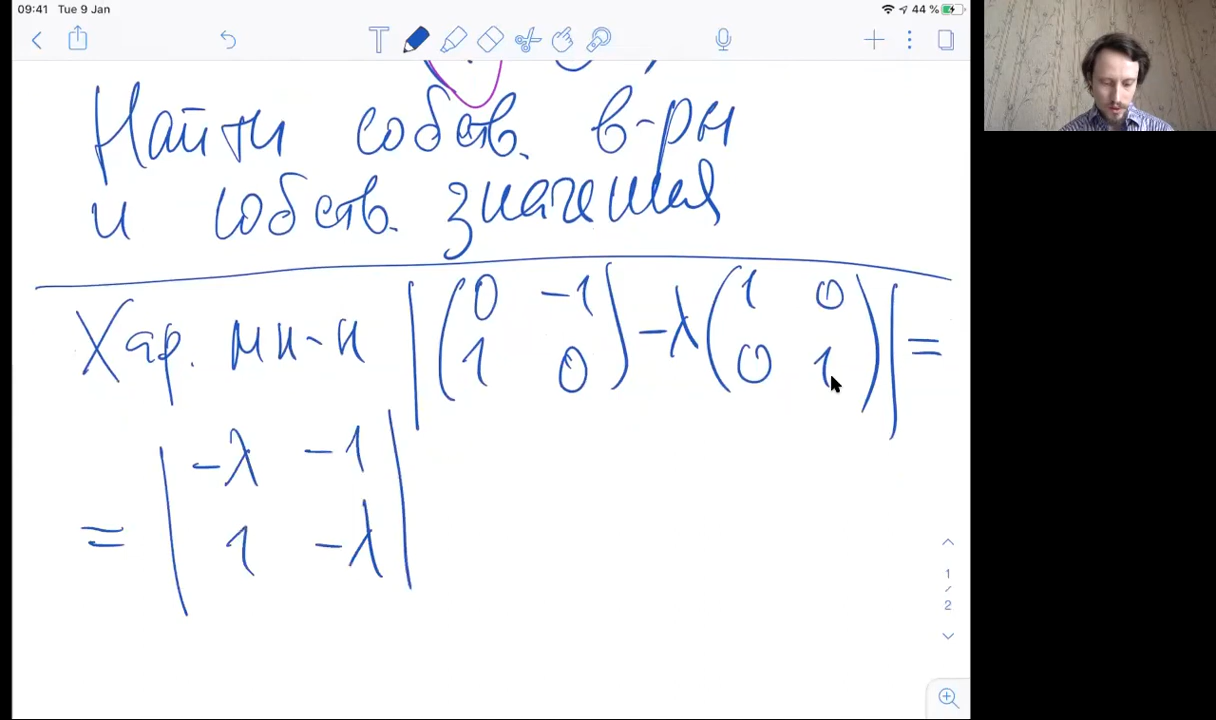 09:41 Tue 9 Jan 44 %
T
Найти собств. в-ры
и собств. значения
Хар. мн-н |(0 -1; 1 0) - λ(1 0; 0 1)| =
= |-λ -1; 1 -λ|
1
/
2